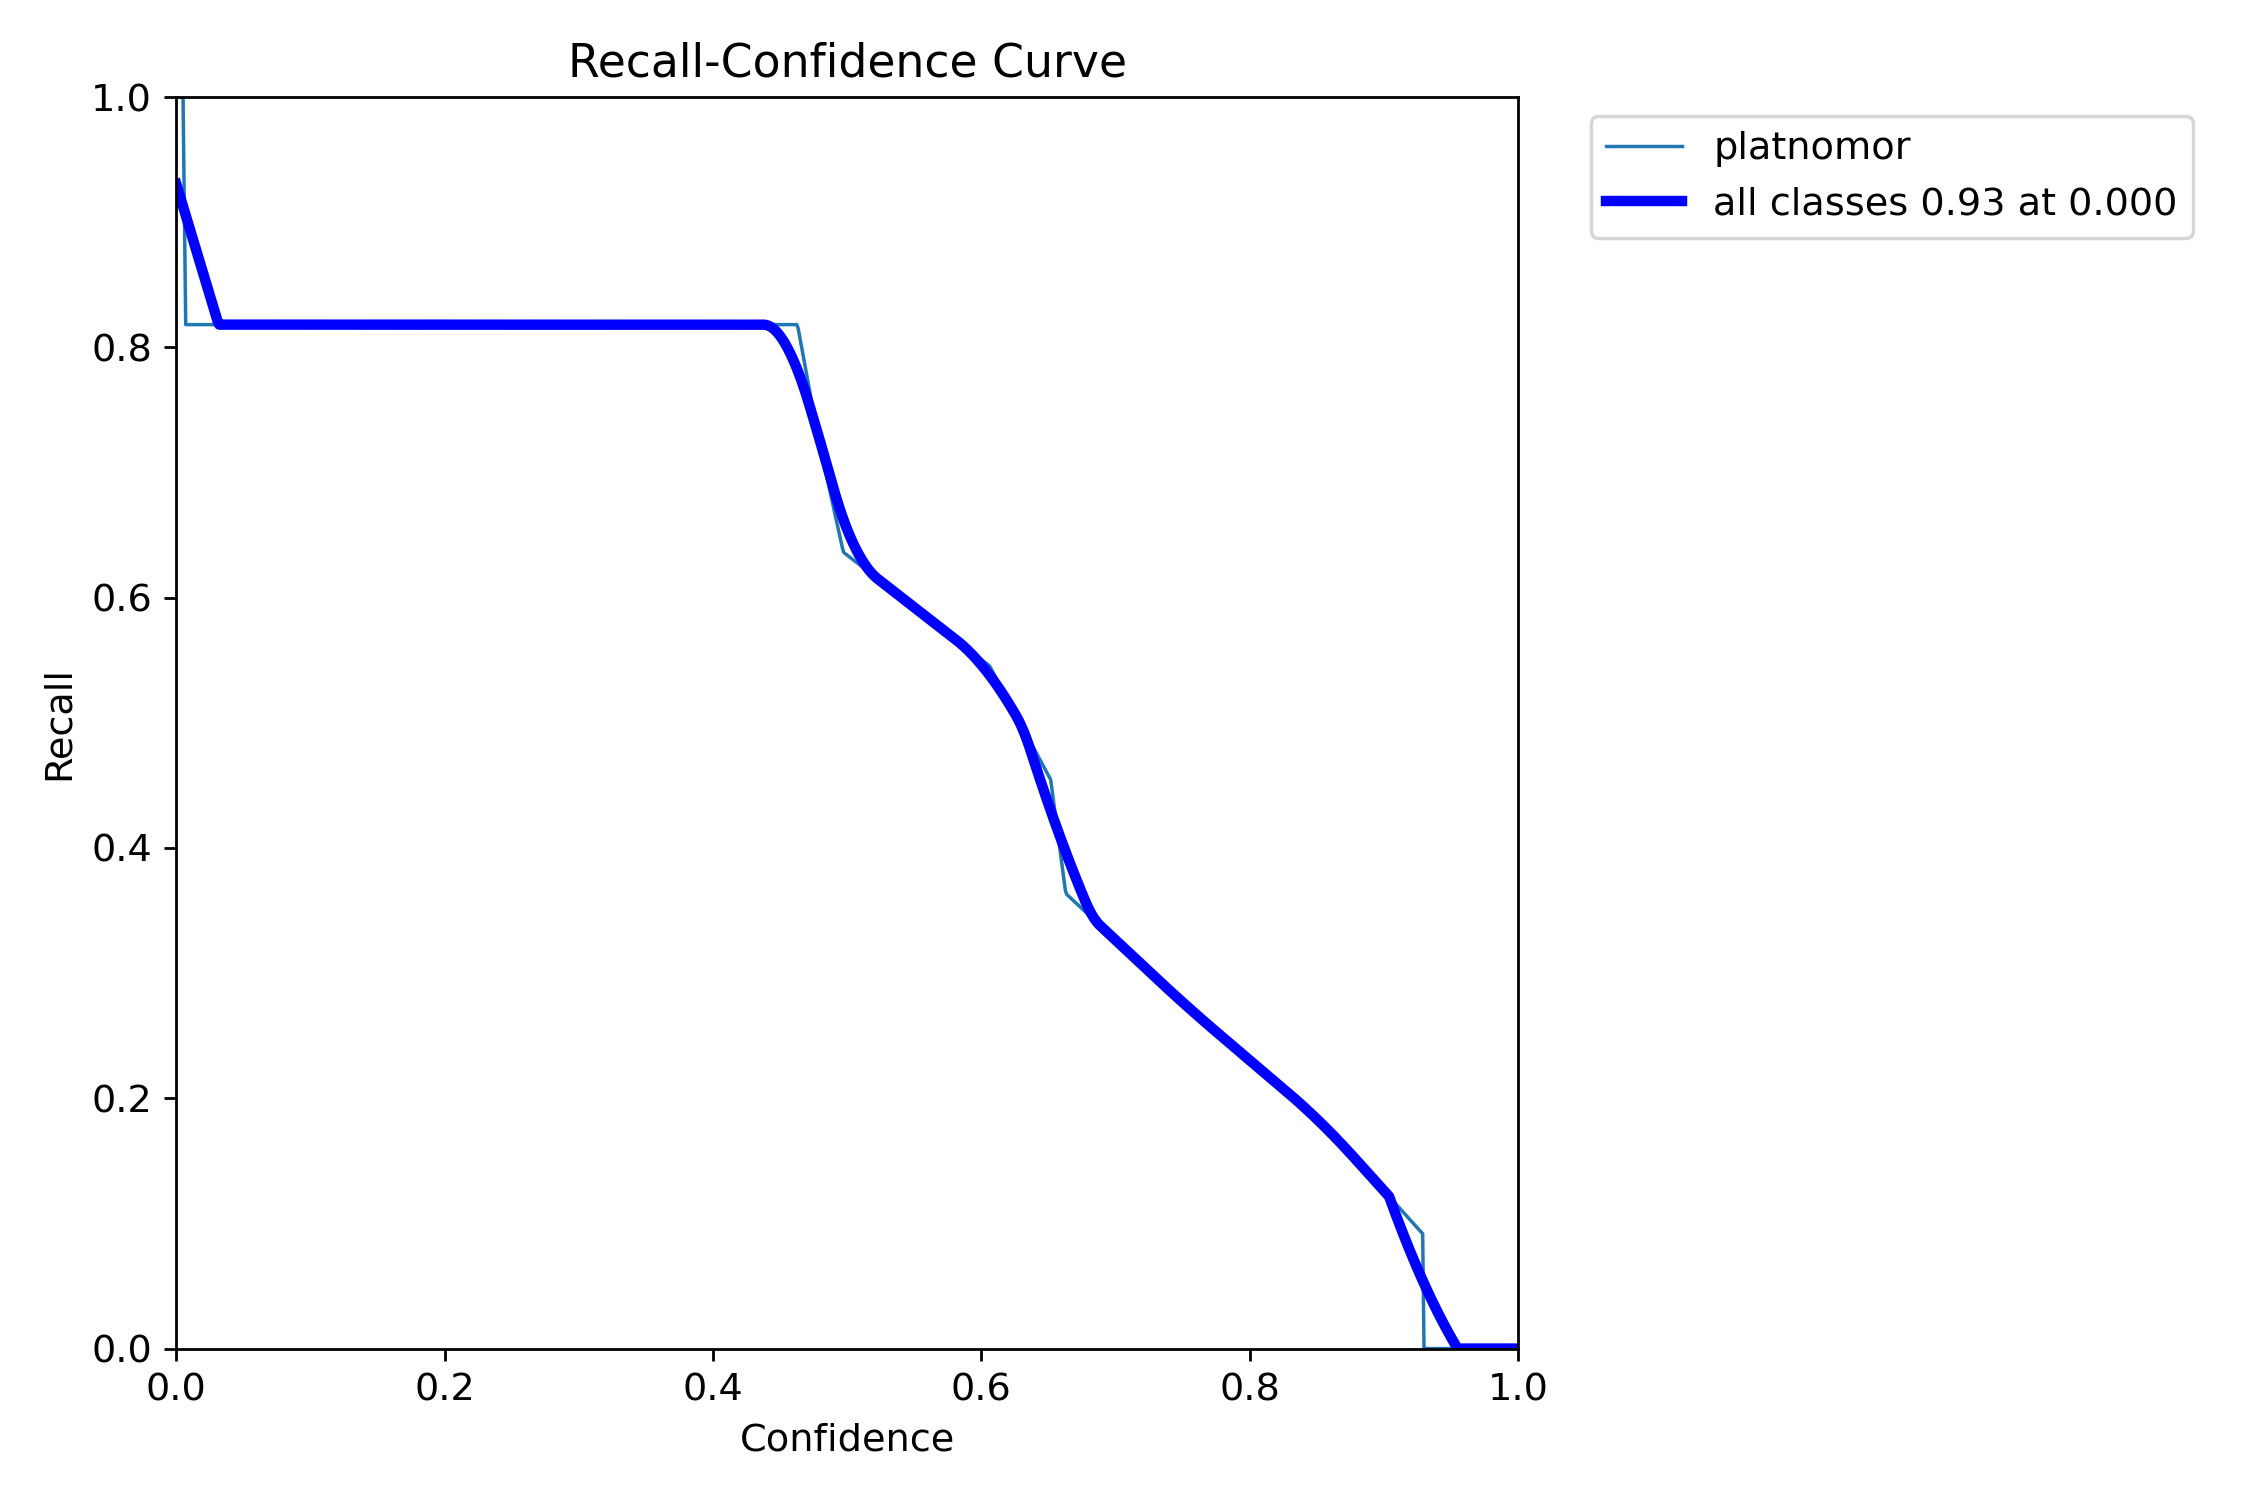 Recall-Confidence Curve
1.0
0.8
0.6
0.4
0.2
0.0
Recall
0.0 0.2 0.4 0.6 0.8 1.0
Confidence
platnomor
all classes 0.93 at 0.000